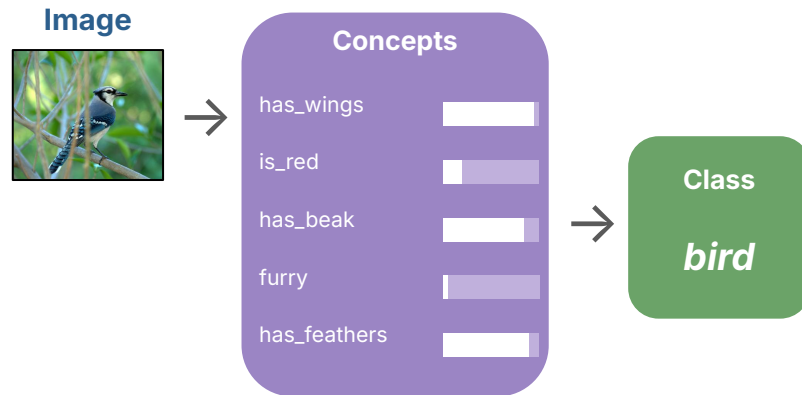 Image
Concepts
has_wings
is_red
has_beak
furry
has_feathers
Class
bird